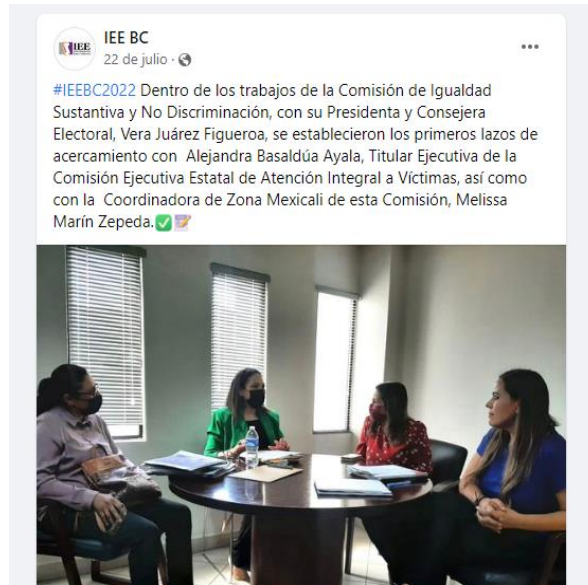 IEE
IEE BC
22 de julio ·
#IEEBC2022 Dentro de los trabajos de la Comisión de Igualdad
Sustantiva y No Discriminación, con su Presidenta y Consejera
Electoral, Vera Juárez Figueroa, se establecieron los primeros lazos de
acercamiento con Alejandra Basaldúa Ayala, Titular Ejecutiva de la
Comisión Ejecutiva Estatal de Atención Integral a Víctimas, así como
con la Coordinadora de Zona Mexicali de esta Comisión, Melissa
Marín Zepeda.✅📝